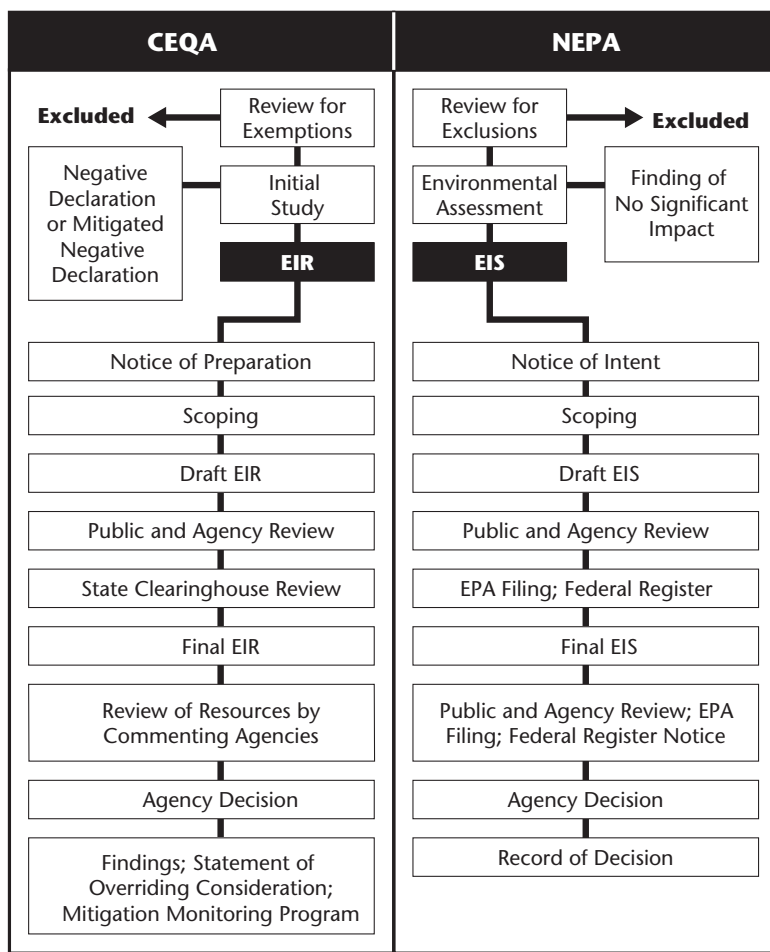 CEQA
NEPA
Excluded
Review for
Exemptions
Negative
Declaration
or Mitigated
Negative
Declaration
Initial
Study
EIR
Notice of Preparation
Scoping
Draft EIR
Public and Agency Review
State Clearinghouse Review
Final EIR
Review of Resources by
Commenting Agencies
Agency Decision
Findings; Statement of
Overriding Consideration;
Mitigation Monitoring Program
Review for
Exclusions
Excluded
Environmental
Assessment
Finding of
No Significant
Impact
EIS
Notice of Intent
Scoping
Draft EIS
Public and Agency Review
EPA Filing; Federal Register
Final EIS
Public and Agency Review; EPA
Filing; Federal Register Notice
Agency Decision
Record of Decision